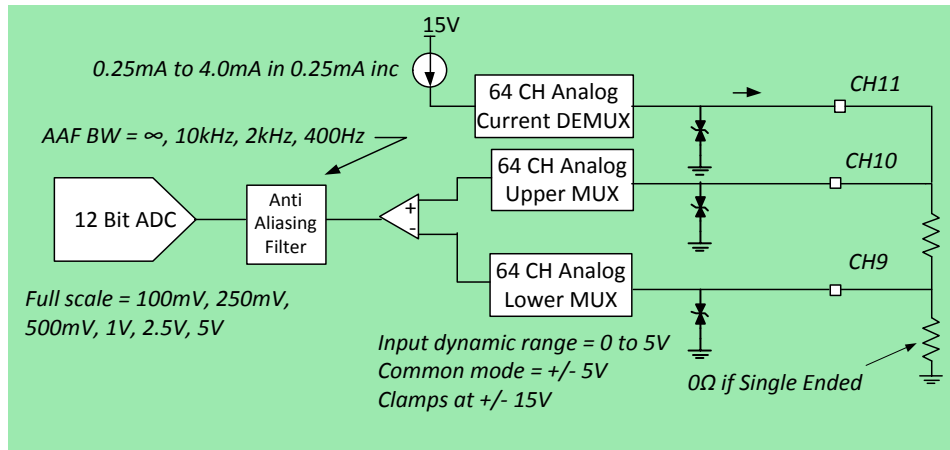 15V
0.25mA to 4.0mA in 0.25mA inc
64 CH Analog
Current DEMUX
CH11
AAF BW = ∞, 10kHz, 2kHz, 400Hz
64 CH Analog
Upper MUX
CH10
12 Bit ADC
Anti
Aliasing
Filter
+
-
64 CH Analog
Lower MUX
CH9
Full scale = 100mV, 250mV,
500mV, 1V, 2.5V, 5V
Input dynamic range = 0 to 5V
Common mode = +/- 5V
Clamps at +/- 15V
0Ω if Single Ended